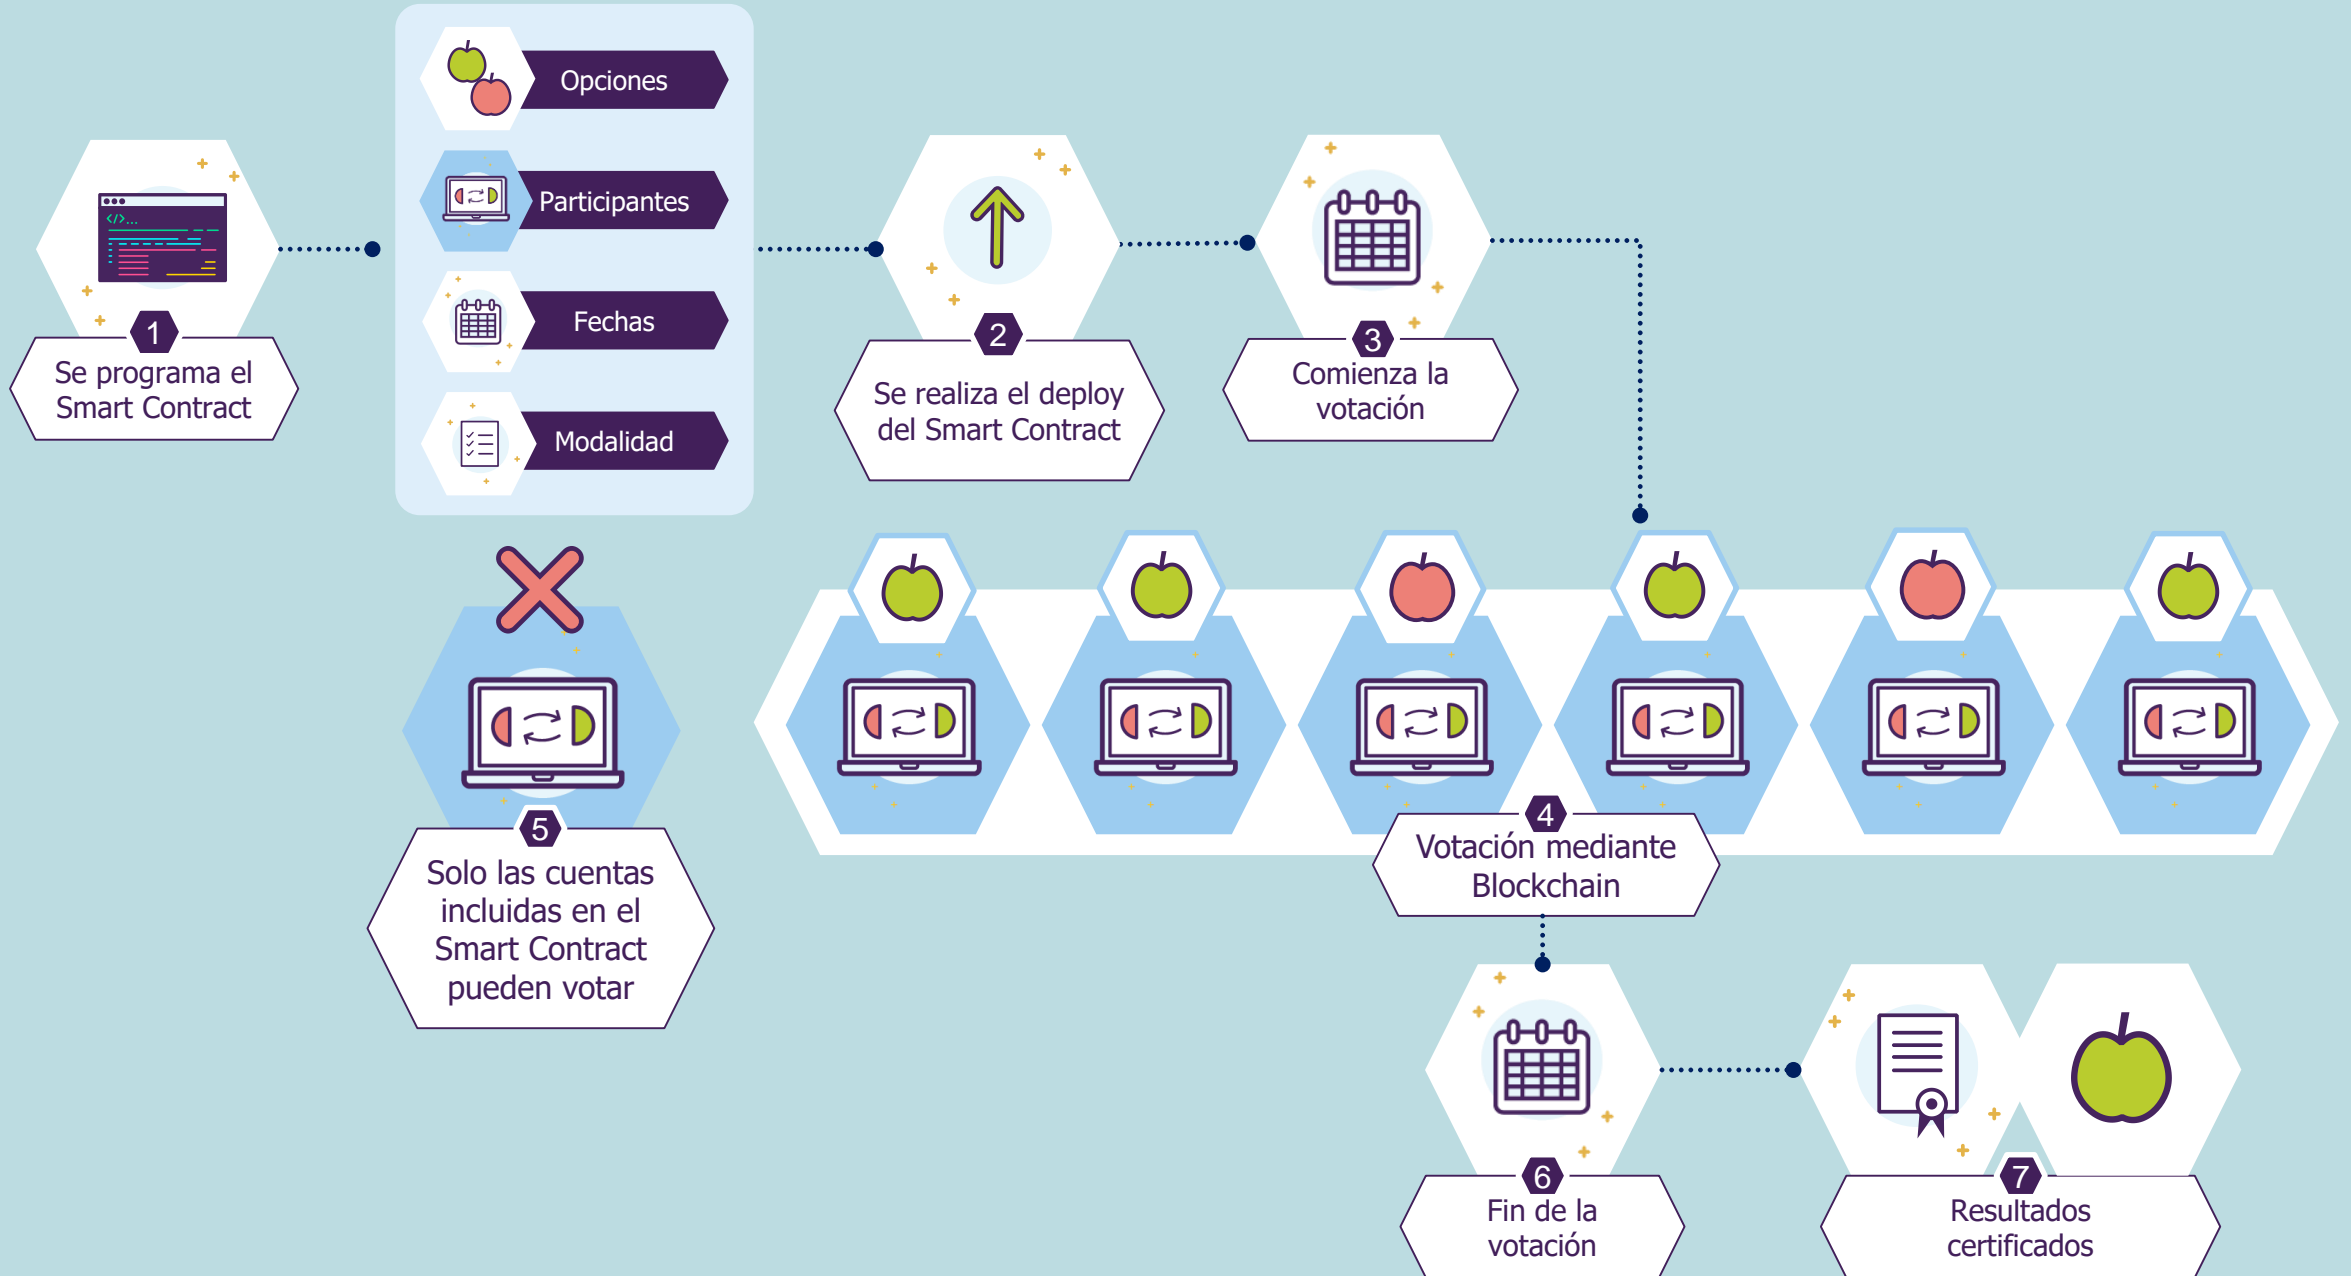 1
Se programa el
Smart Contract
Opciones
Participantes
Fechas
Modalidad
2
Se realiza el deploy
del Smart Contract
3
Comienza la
votación
4
Votación mediante
Blockchain
5
Solo las cuentas
incluidas en el
Smart Contract
pueden votar
6
Fin de la
votación
7
Resultados
certificados